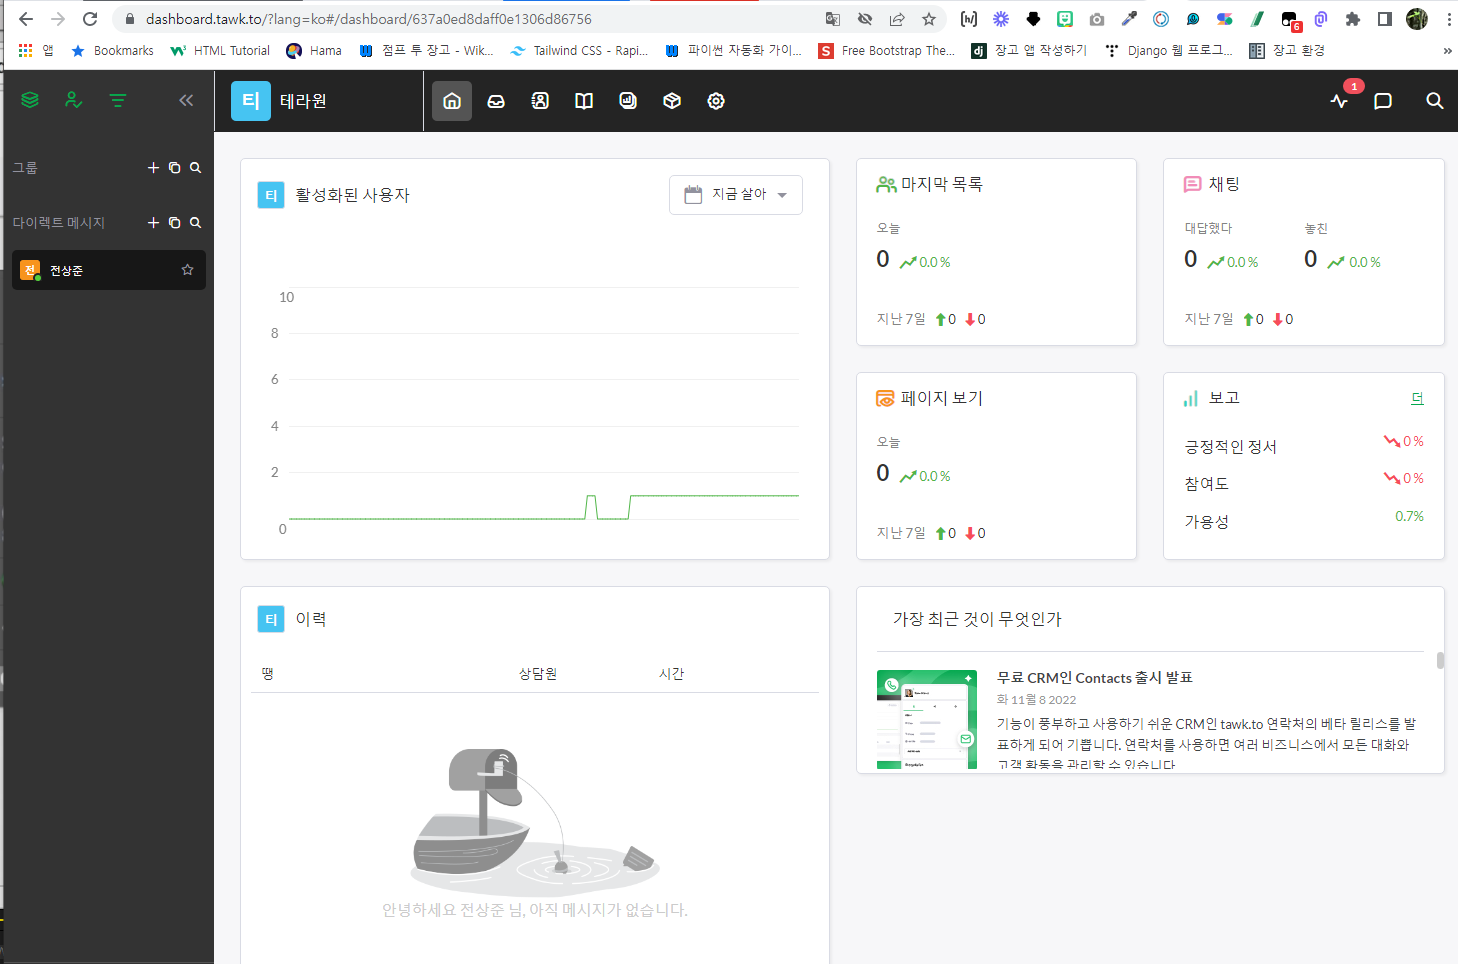 dashboard.tawk.to/?lang=ko#/dashboard/637a0ed8daff0e1306d86756
6
앱 Bookmarks HTML Tutorial Hama 점프 투 장고 - Wik... Tailwind CSS - Rapi... 파이썬 자동화 가이... Free Bootstrap The... 장고 앱 작성하기 Django 웹 프로그... 장고 환경 »
티 테라원
1
그룹
다이렉트 메시지
전 전상준
티 활성화된 사용자
지금 살아
10
8
6
4
2
0
마지막 목록
오늘
0 0.0 %
지난 7일 0 0
채팅
대답했다 놓친
0 0.0 % 0 0.0 %
지난 7일 0 0
페이지 보기
오늘
0 0.0 %
지난 7일 0 0
보고 더
긍정적인 정서 0 %
참여도 0 %
가용성 0.7%
티 이력
땡 상담원 시간
안녕하세요 전상준 님, 아직 메시지가 없습니다.
가장 최근 것이 무엇인가
무료 CRM인 Contacts 출시 발표
화 11월 8 2022
기능이 풍부하고 사용하기 쉬운 CRM인 tawk.to 연락처의 베타 릴리스를 발
표하게 되어 기쁩니다. 연락처를 사용하면 여러 비즈니스에서 모든 대화와
고객 활동을 관리할 수 있습니다